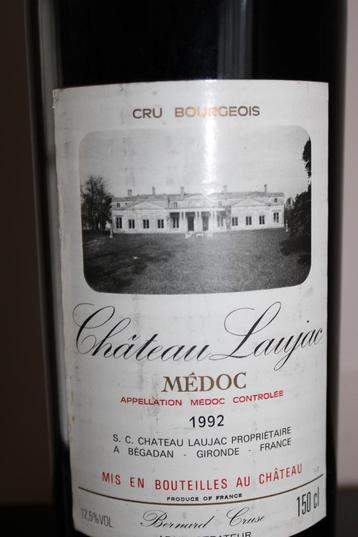 CRU BOURGEOIS
Château Laujac
MÉDOC
APPELLATION MÉDOC CONTROLÉE
1992
S. C. CHATEAU LAUJAC PROPRIÉTAIRE
A BÉGADAN - GIRONDE - FRANCE
MIS EN BOUTEILLES AU CHÂTEAU
PRODUCE OF FRANCE
12,5% VOL
150 cl
Bernard Cruse